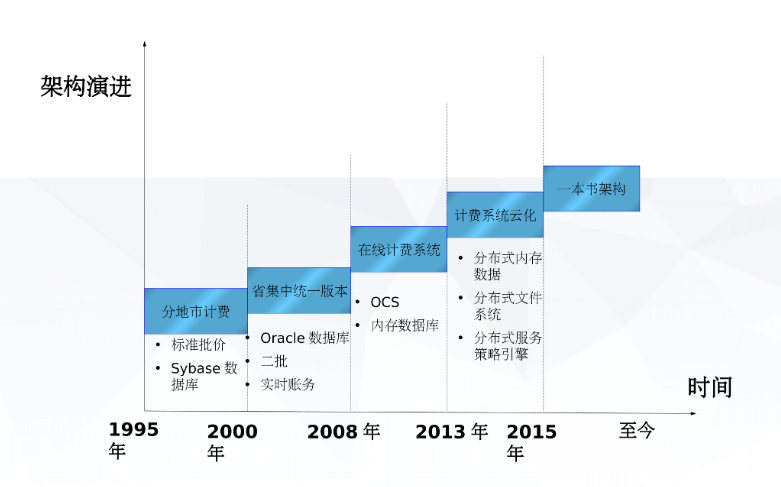 架构演进
一本书架构
计费系统云化
在线计费系统
省集中统一版本
分地市计费
• 标准批价
• Sybase 数
据库
• Oracle 数据库
• 二批
• 实时账务
• OCS
• 内存数据库
• 分布式内存
数据
• 分布式文件
系统
• 分布式服务
策略引擎
时间
1995
年
2000
年
2008 年
2013 年
2015
年
至今